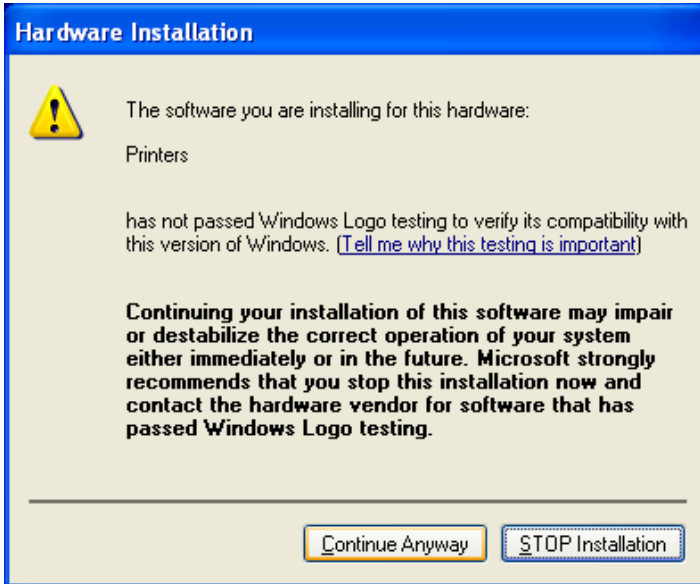 Hardware Installation
The software you are installing for this hardware:
Printers
has not passed Windows Logo testing to verify its compatibility with
this version of Windows. (Tell me why this testing is important)
Continuing your installation of this software may impair
or destabilize the correct operation of your system
either immediately or in the future. Microsoft strongly
recommends that you stop this installation now and
contact the hardware vendor for software that has
passed Windows Logo testing.
Continue Anyway
STOP Installation